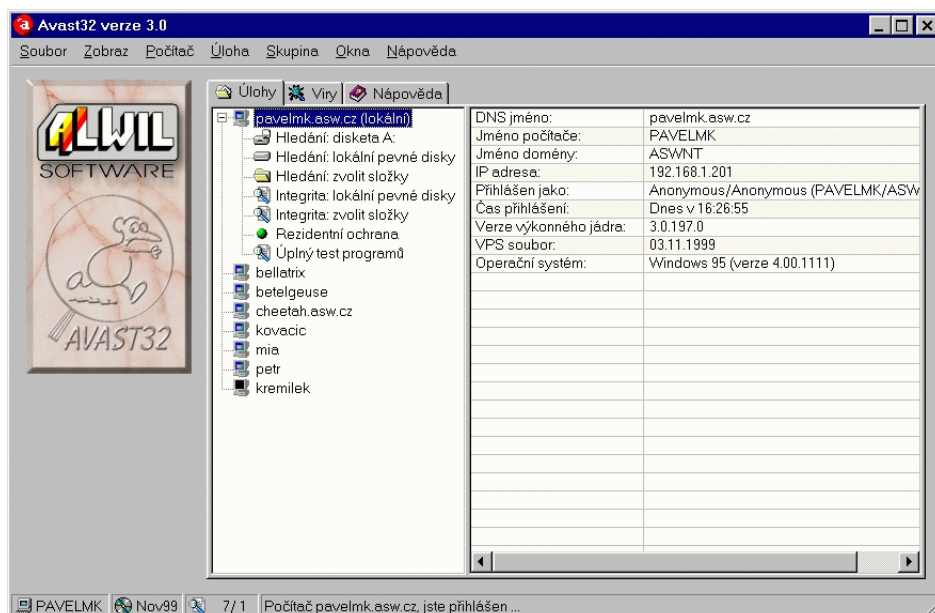 Avast32 verze 3.0
Soubor Zobraz Počítač Úloha Skupina Okna Nápověda
ALWIL
SOFTWARE
AVAST32
Úlohy Viry Nápověda
pavelmk.asw.cz (lokální)
Hledání: disketa A:
Hledání: lokální pevné disky
Hledání: zvolit složky
Integrita: lokální pevné disky
Integrita: zvolit složky
Rezidentní ochrana
Úplný test programů
bellatrix
betelgeuse
cheetah.asw.cz
kovacic
mia
petr
kremilek
DNS jméno: pavelmk.asw.cz
Jméno počítače: PAVELMK
Jméno domény: ASWNT
IP adresa: 192.168.1.201
Přihlášen jako: Anonymous/Anonymous (PAVELMK/ASW
Čas přihlášení: Dnes v 16:26:55
Verze výkonného jádra: 3.0.197.0
VPS soubor: 03.11.1999
Operační systém: Windows 95 (verze 4.00.1111)
PAVELMK Nov99 7/1 Počítač pavelmk.asw.cz, jste přihlášen ...